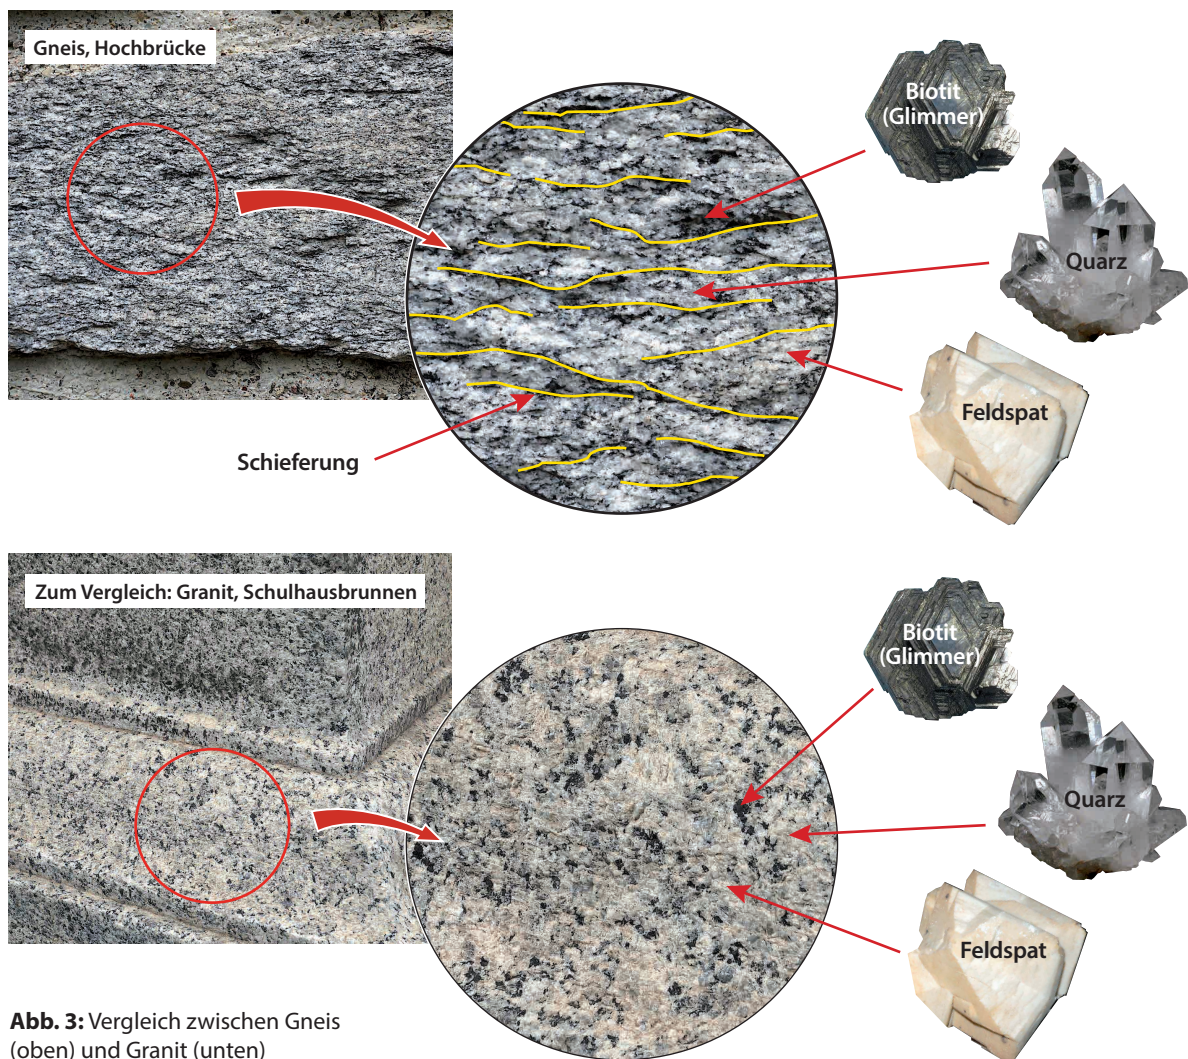 Gneis, Hochbrücke
Biotit
(Glimmer)
Quarz
Feldspat
Schieferung
Zum Vergleich: Granit, Schulhausbrunnen
Biotit
(Glimmer)
Quarz
Feldspat
Abb. 3: Vergleich zwischen Gneis
(oben) und Granit (unten)